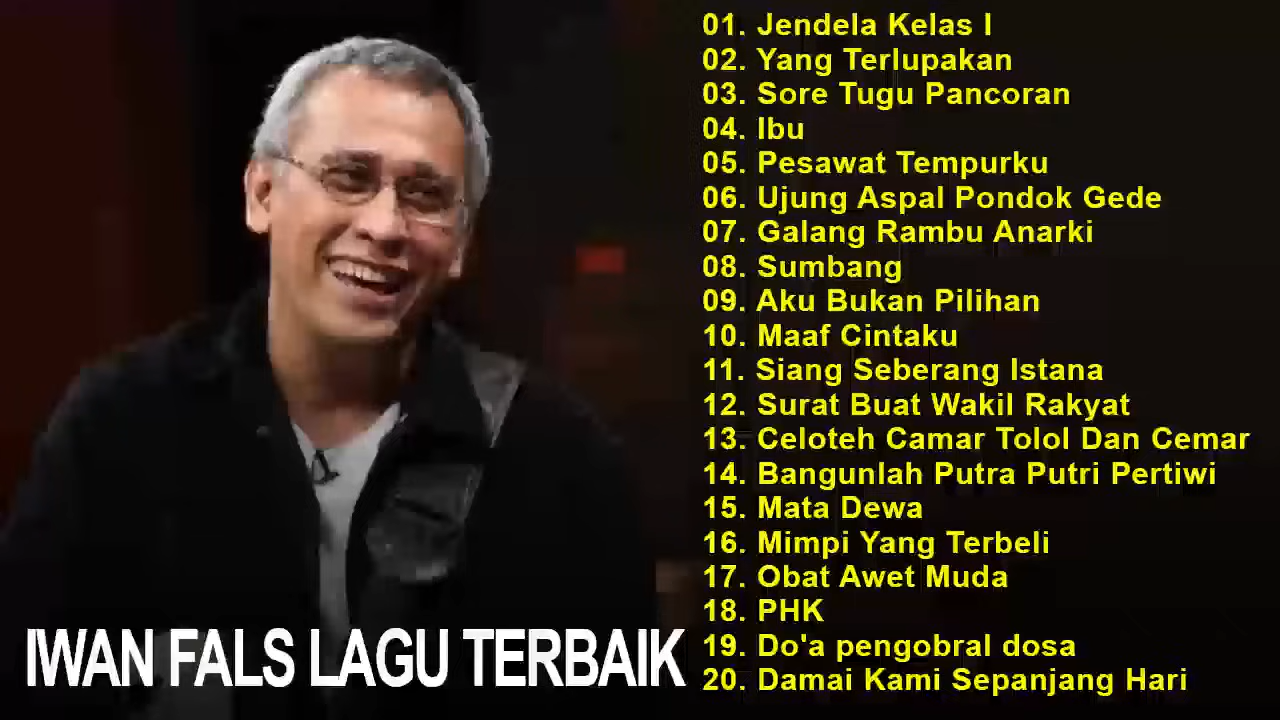 01. Jendela Kelas I
02. Yang Terlupakan
03. Sore Tugu Pancoran
04. Ibu
05. Pesawat Tempurku
06. Ujung Aspal Pondok Gede
07. Galang Rambu Anarki
08. Sumbang
09. Aku Bukan Pilihan
10. Maaf Cintaku
11. Siang Seberang Istana
12. Surat Buat Wakil Rakyat
13. Celoteh Camar Tolol Dan Cemar
14. Bangunlah Putra Putri Pertiwi
15. Mata Dewa
16. Mimpi Yang Terbeli
17. Obat Awet Muda
18. PHK
19. Do'a pengobral dosa
20. Damai Kami Sepanjang Hari
IWAN FALS LAGU TERBAIK